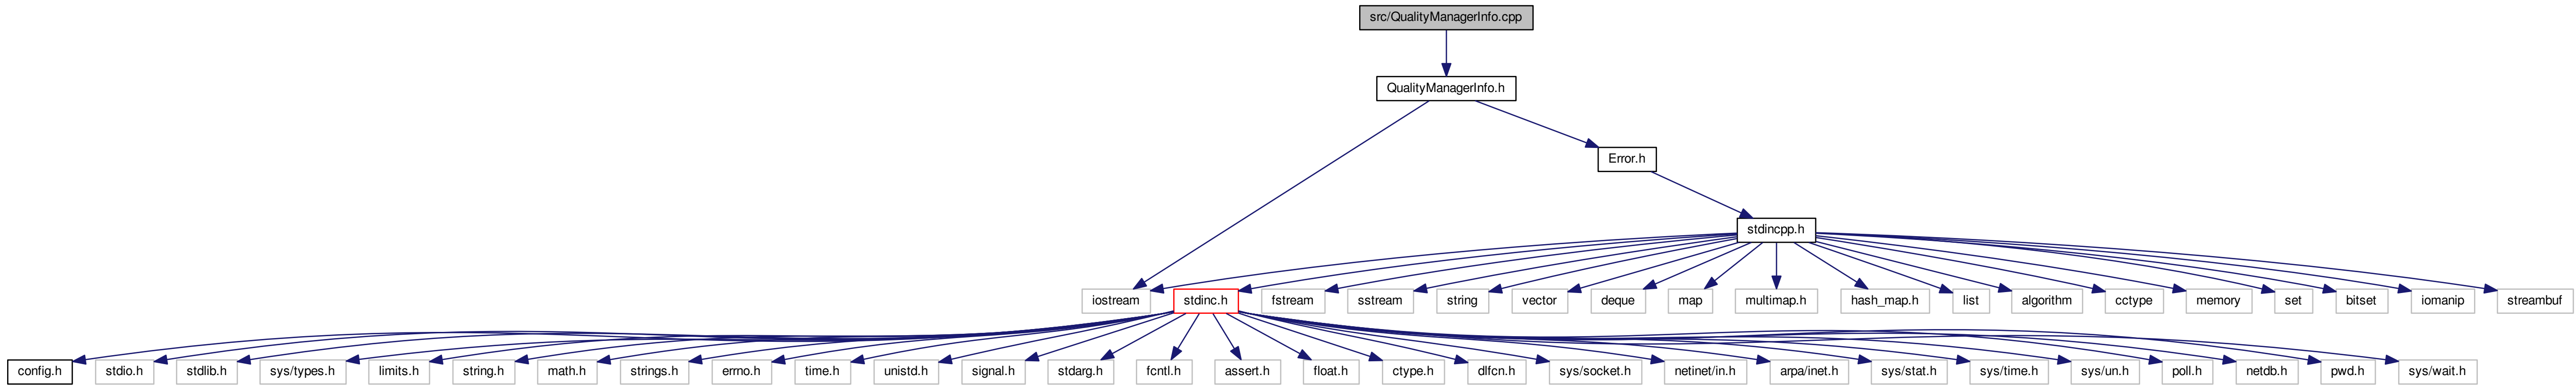 src/QualityManagerInfo.cpp
QualityManagerInfo.h
Error.h
stdincpp.h
iostream
stdinc.h
fstream
sstream
string
vector
deque
map
multimap.h
hash_map.h
list
algorithm
cctype
memory
set
bitset
iomanip
streambuf
config.h
stdio.h
stdlib.h
sys/types.h
limits.h
string.h
math.h
strings.h
errno.h
time.h
unistd.h
signal.h
stdarg.h
fcntl.h
assert.h
float.h
ctype.h
dlfcn.h
sys/socket.h
netinet/in.h
arpa/inet.h
sys/stat.h
sys/time.h
sys/un.h
poll.h
netdb.h
pwd.h
sys/wait.h